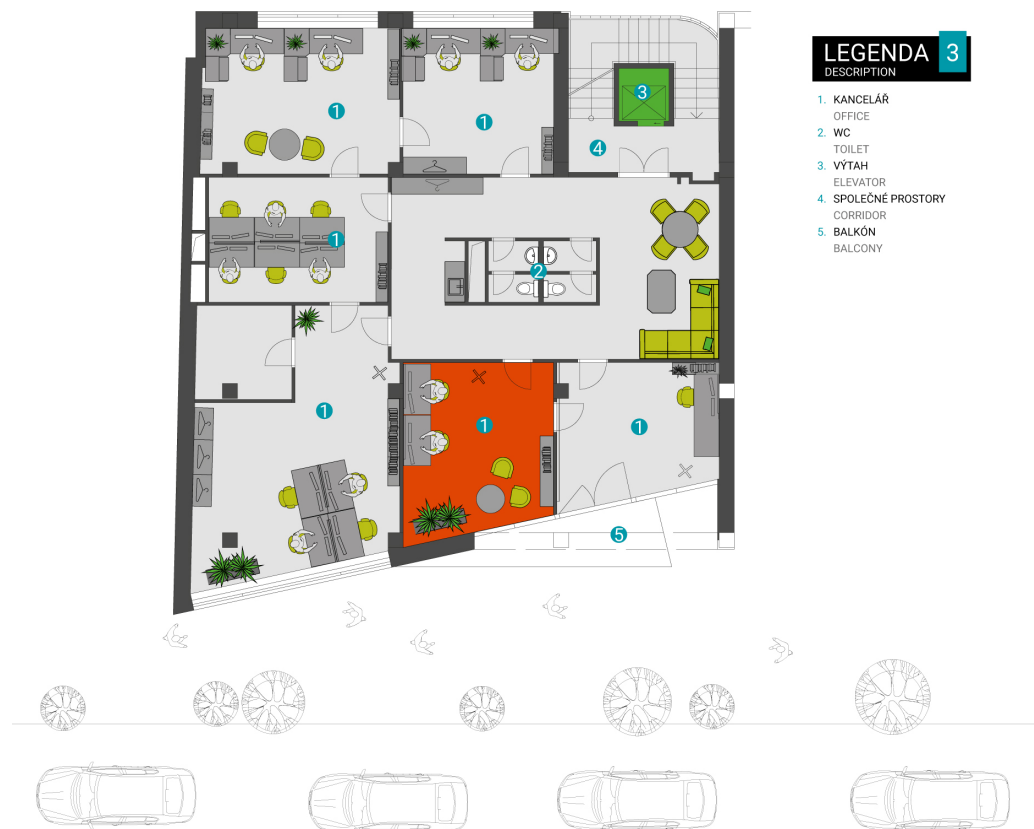 LEGENDA 3
DESCRIPTION
1. KANCELÁŘ
OFFICE
2. WC
TOILET
3. VÝTAH
ELEVATOR
4. SPOLEČNÉ PROSTORY
CORRIDOR
5. BALKÓN
BALCONY
3
1
1
4
1
2
1
1
1
5